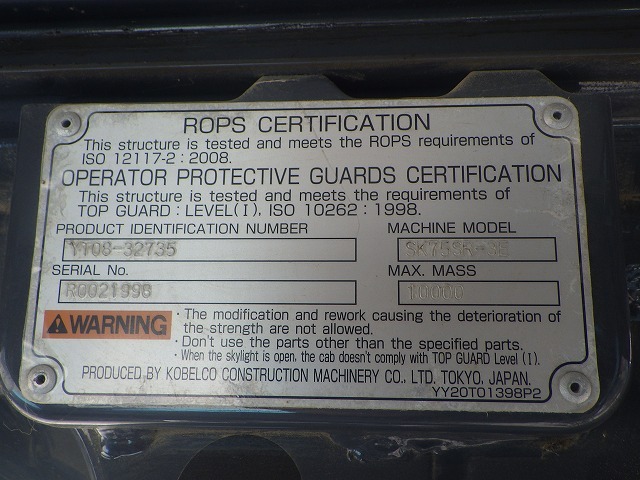 ROPS CERTIFICATION
This structure is tested and meets the ROPS requirements of
ISO 12117-2 : 2008.
OPERATOR PROTECTIVE GUARDS CERTIFICATION
This structure is tested and meets the requirements of
TOP GUARD : LEVEL(Ⅰ), ISO 10262 : 1998.
PRODUCT IDENTIFICATION NUMBER
YT08-32735
MACHINE MODEL
SK75SR-3E
SERIAL No.
R0021998
MAX. MASS
10000
WARNING
· The modification and rework causing the deterioration of
the strength are not allowed.
· Don't use the parts other than the specified parts.
· When the skylight is open, the cab doesn't comply with TOP GUARD Level (Ⅰ).
PRODUCED BY KOBELCO CONSTRUCTION MACHINERY CO., LTD. TOKYO, JAPAN.
YY20T01398P2